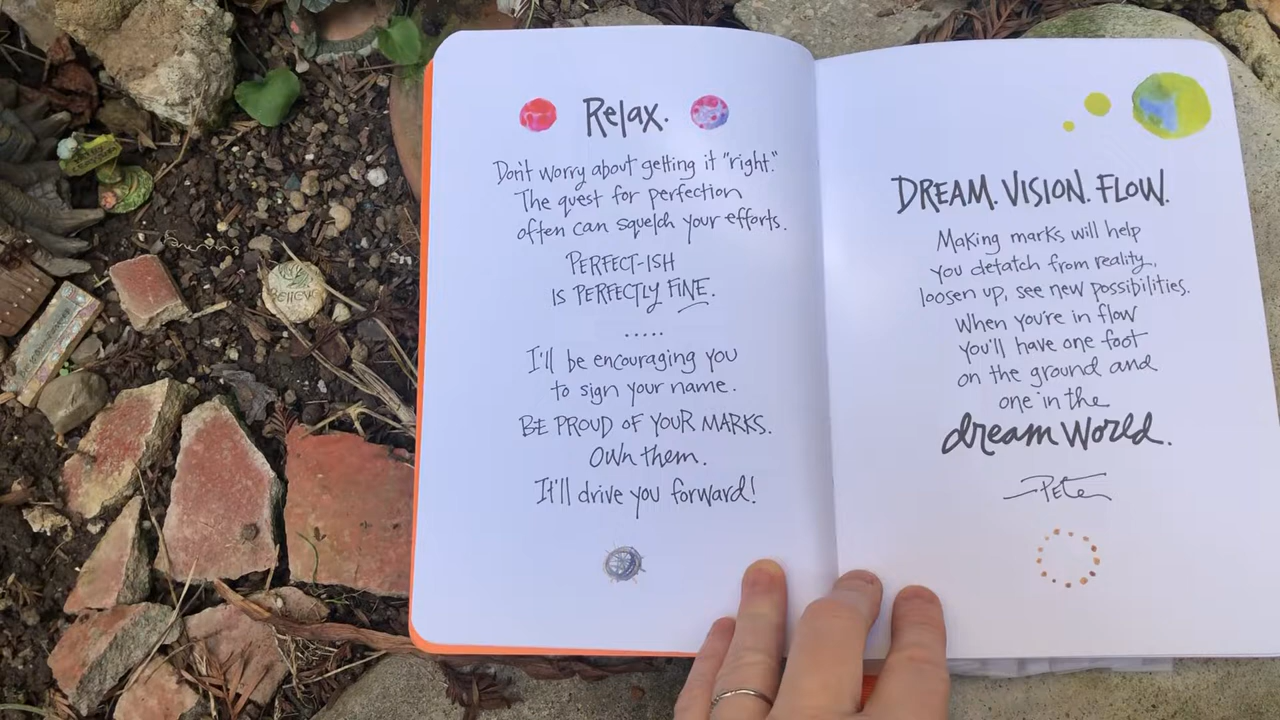 Relax.
Don't worry about getting it "right."
The quest for perfection
often can squelch your efforts.
PERFECT-ISH
IS PERFECTLY FINE.
.....
I'll be encouraging you
to sign your name.
BE PROUD OF YOUR MARKS.
Own them.
It'll drive you forward!
DREAM. VISION. FLOW.
Making marks will help
you detatch from reality,
loosen up, see new possibilities.
When you're in flow
you'll have one foot
on the ground and
one in the
dream World.
Pete
Believe